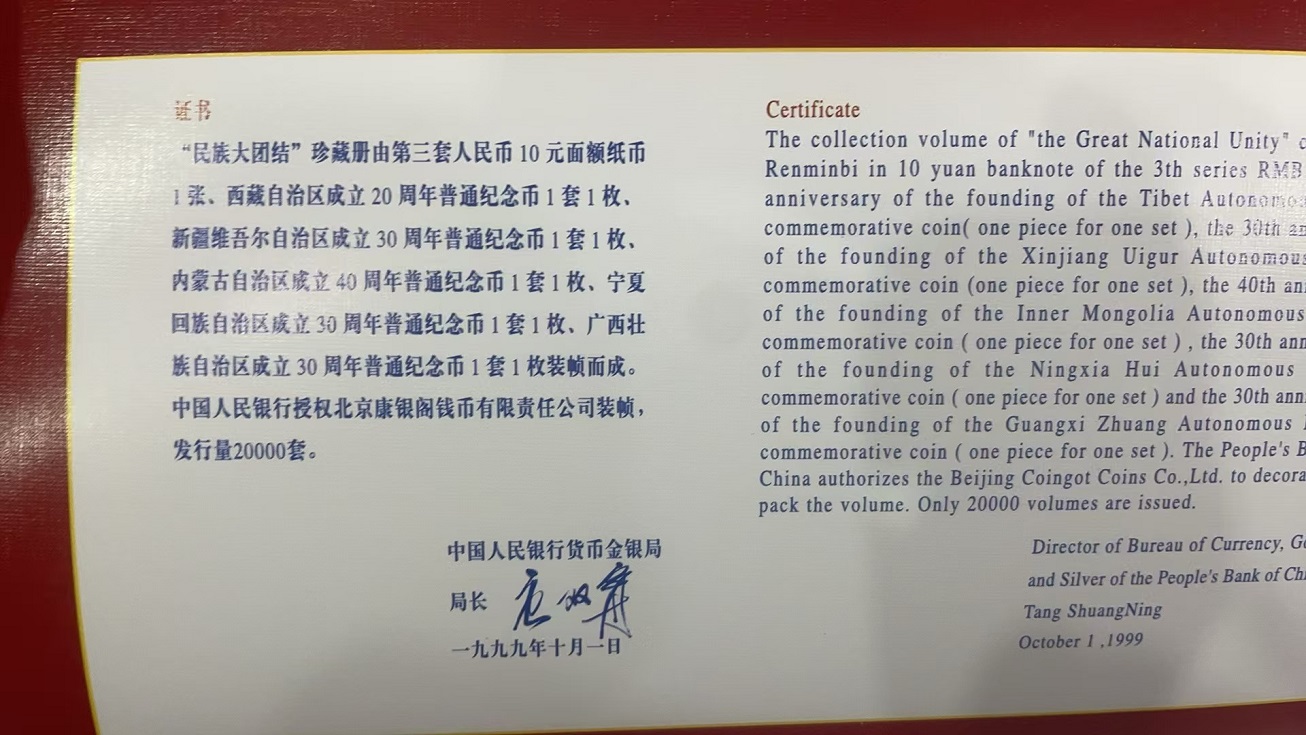 证书
“民族大团结”珍藏册由第三套人民币10元面额纸币
1张、西藏自治区成立20周年普通纪念币1套1枚、
新疆维吾尔自治区成立30周年普通纪念币1套1枚、
内蒙古自治区成立40周年普通纪念币1套1枚、宁夏
回族自治区成立30周年普通纪念币1套1枚、广西壮
族自治区成立30周年普通纪念币1套1枚装帧而成。
中国人民银行授权北京康银阁钱币有限责任公司装帧，
发行量20000套。
中国人民银行货币金银局
局长 唐双宁
一九九九年十月一日
Certificate
The collection volume of "the Great National Unity"
Renminbi in 10 yuan banknote of the 3th series RMB
anniversary of the founding of the Tibet
commemorative coin( one piece for one set ), the 30th
of the founding of the Xinjiang Uigur Autonomous
commemorative coin (one piece for one set ), the 40th
of the founding of the Inner Mongolia Autonomous
commemorative coin ( one piece for one set ) , the 30th
of the founding of the Ningxia Hui Autonomous
commemorative coin ( one piece for one set ) and the 30th
of the founding of the Guangxi Zhuang Autonomous
commemorative coin ( one piece for one set ). The People's
China authorizes the Beijing Coingot Coins Co.,Ltd. to
pack the volume. Only 20000 volumes are issued.
Director of Bureau of Currency,
and Silver of the People's Bank of
Tang ShuangNing
October 1 ,1999